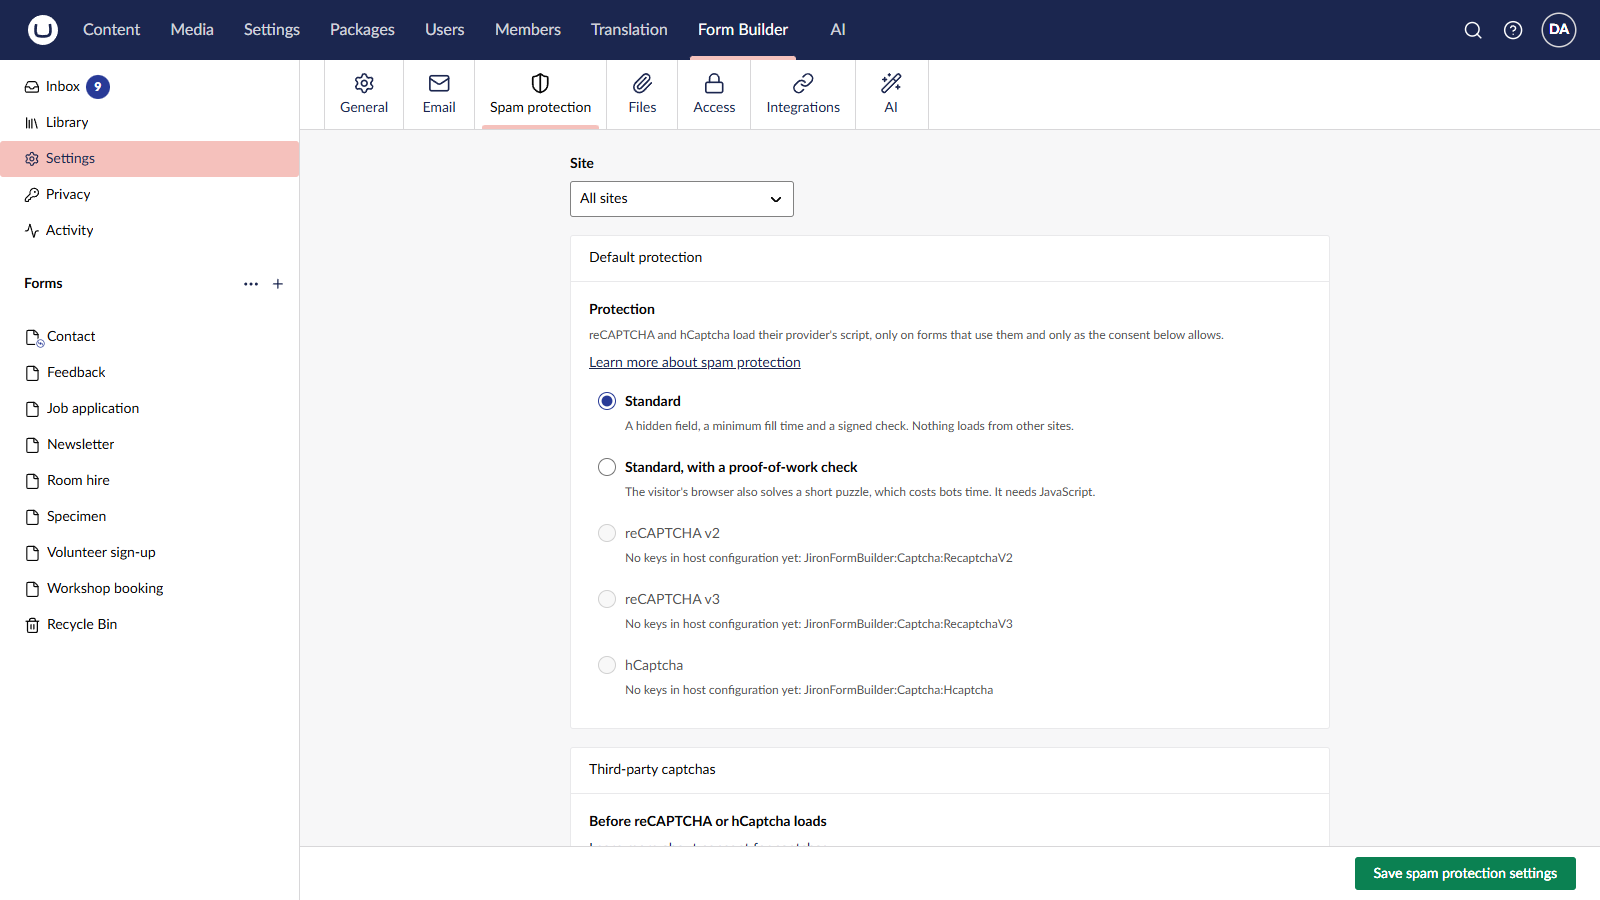 Content
Media
Settings
Packages
Users
Members
Translation
Form Builder
AI
DA
Inbox 9
Library
Settings
Privacy
Activity
Forms
Contact
Feedback
Job application
Newsletter
Room hire
Specimen
Volunteer sign-up
Workshop booking
Recycle Bin
General
Email
Spam protection
Files
Access
Integrations
AI
Site
All sites
Default protection
Protection
reCAPTCHA and hCaptcha load their provider's script, only on forms that use them and only as the consent below allows.
Learn more about spam protection
Standard
A hidden field, a minimum fill time and a signed check. Nothing loads from other sites.
Standard, with a proof-of-work check
The visitor's browser also solves a short puzzle, which costs bots time. It needs JavaScript.
reCAPTCHA v2
No keys in host configuration yet: JironFormBuilder:Captcha:RecaptchaV2
reCAPTCHA v3
No keys in host configuration yet: JironFormBuilder:Captcha:RecaptchaV3
hCaptcha
No keys in host configuration yet: JironFormBuilder:Captcha:Hcaptcha
Third-party captchas
Before reCAPTCHA or hCaptcha loads
Save spam protection settings